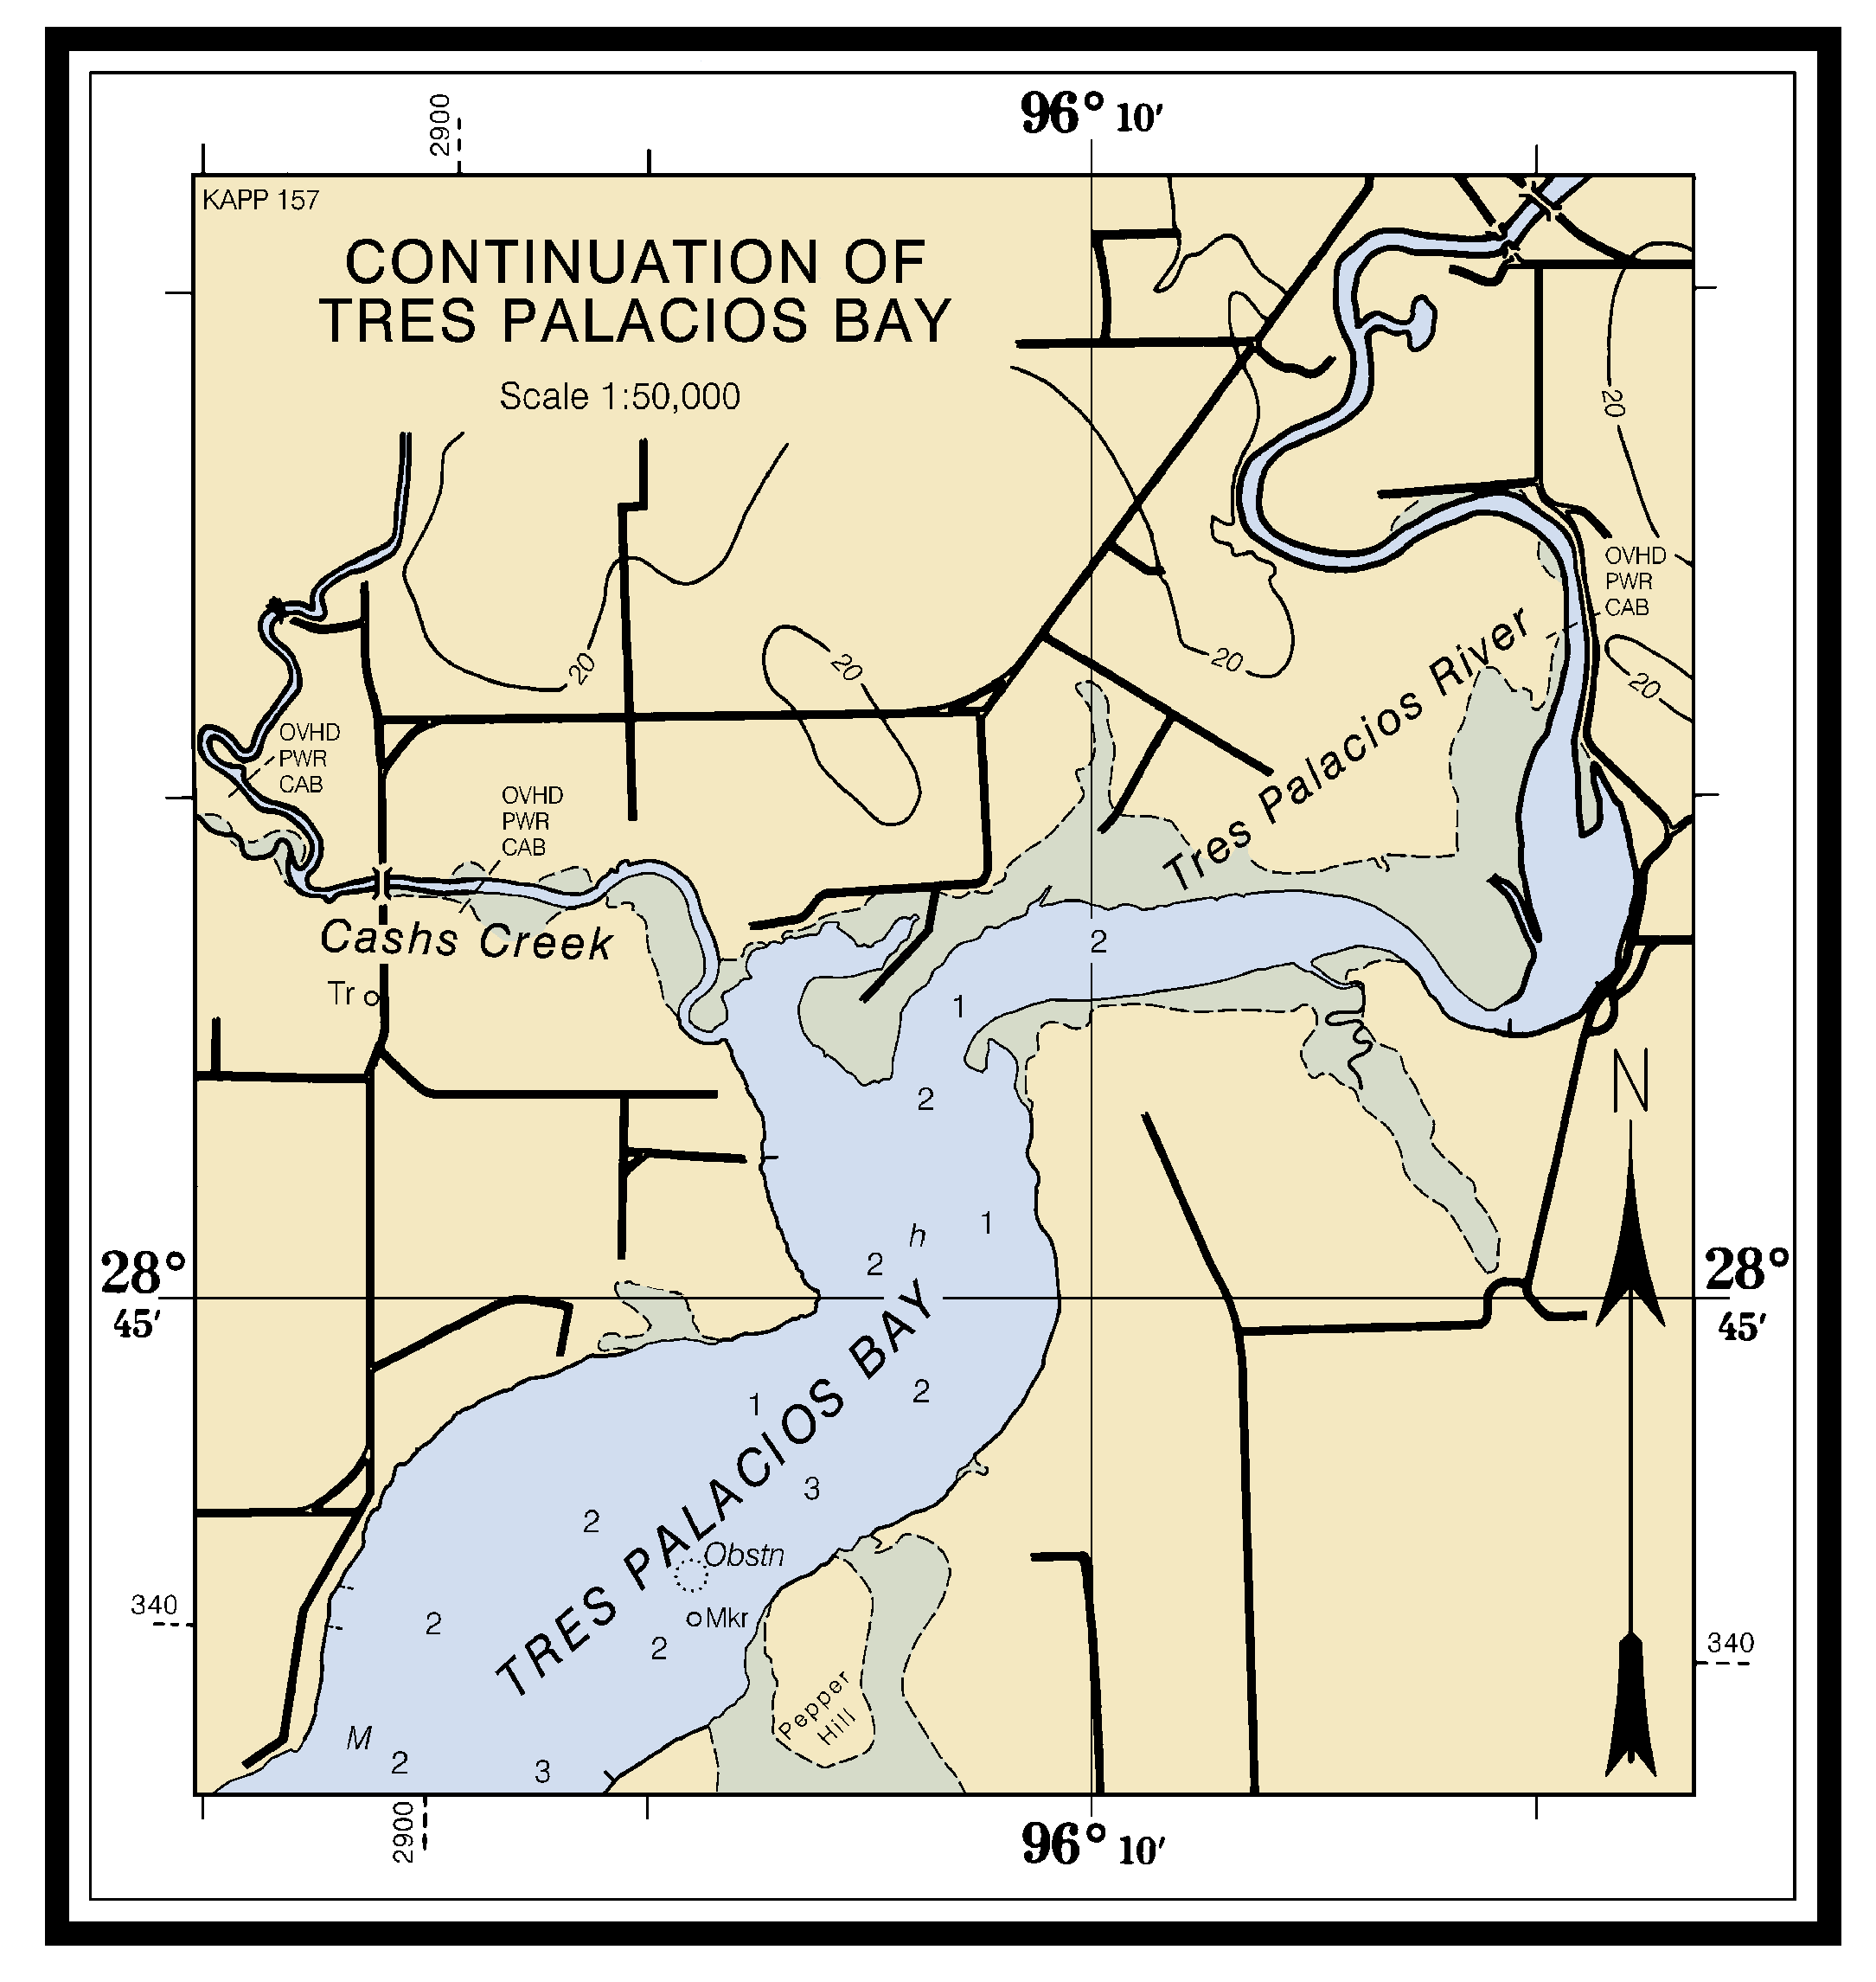 2900
96° 10'
KAPP 157
CONTINUATION OF
TRES PALACIOS BAY
Scale 1:50,000
20
OVHD
PWR
CAB
20
20
20
20
Tres Palacios River
OVHD
PWR
CAB
OVHD
PWR
CAB
Cashs Creek
2
Tr
1
N
2
1
h
2
28°
45'
28°
45'
2
1
TRES PALACIOS BAY
3
2
Obstn
340
2
Mkr
2
340
Pepper
Hill
M
2
3
2900
96° 10'